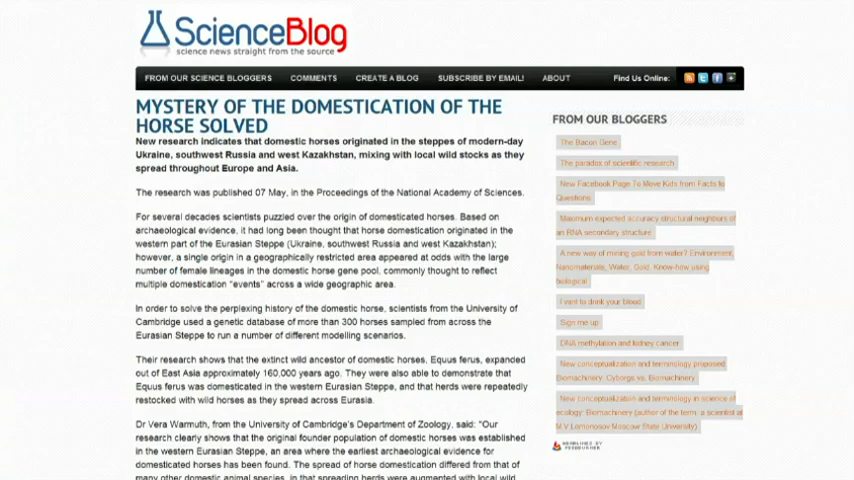 ScienceBlog
science news straight from the source
FROM OUR SCIENCE BLOGGERS COMMENTS CREATE A BLOG SUBSCRIBE BY EMAIL! ABOUT Find Us Online:
MYSTERY OF THE DOMESTICATION OF THE
HORSE SOLVED
New research indicates that domestic horses originated in the steppes of modern-day
Ukraine, southwest Russia and west Kazakhstan, mixing with local wild stocks as they
spread throughout Europe and Asia.
The research was published 07 May, in the Proceedings of the National Academy of Sciences.
For several decades scientists puzzled over the origin of domesticated horses. Based on
archaeological evidence, it had long been thought that horse domestication originated in the
western part of the Eurasian Steppe (Ukraine, southwest Russia and west Kazakhstan);
however, a single origin in a geographically restricted area appeared at odds with the large
number of female lineages in the domestic horse gene pool, commonly thought to reflect
multiple domestication "events" across a wide geographic area.
In order to solve the perplexing history of the domestic horse, scientists from the University of
Cambridge used a genetic database of more than 300 horses sampled from across the
Eurasian Steppe to run a number of different modelling scenarios.
Their research shows that the extinct wild ancestor of domestic horses, Equus ferus, expanded
out of East Asia approximately 160,000 years ago. They were also able to demonstrate that
Equus ferus was domesticated in the western Eurasian Steppe, and that herds were repeatedly
restocked with wild horses as they spread across Eurasia.
Dr Vera Warmuth, from the University of Cambridge's Department of Zoology, said: "Our
research clearly shows that the original founder population of domestic horses was established
in the western Eurasian Steppe, an area where the earliest archaeological evidence for
domesticated horses has been found. The spread of horse domestication differed from that of
many other domestic animal species, in that spreading herds were augmented with local wild
FROM OUR BLOGGERS
The Bacon Gene
The paradox of scientific research
New Facebook Page To Move Kids from Facts to
Questions
Maximum expected accuracy structural neighbors of
an RNA secondary structure
A new way of mining gold from water? Environment,
Nanomaterials, Water, Gold, Know-how using
biological
I want to drink your blood
Sign me up
DNA methylation and kidney cancer
New conceptualization and terminology proposed
Biomachinery, Cyborgs vs. Biomachinery
New conceptualization and terminology in science of
ecology: Biomachinery (author of the term: a scientist at
M.V.Lomonosov Moscow State University)
HEADLINES BY
FEEDBURNER